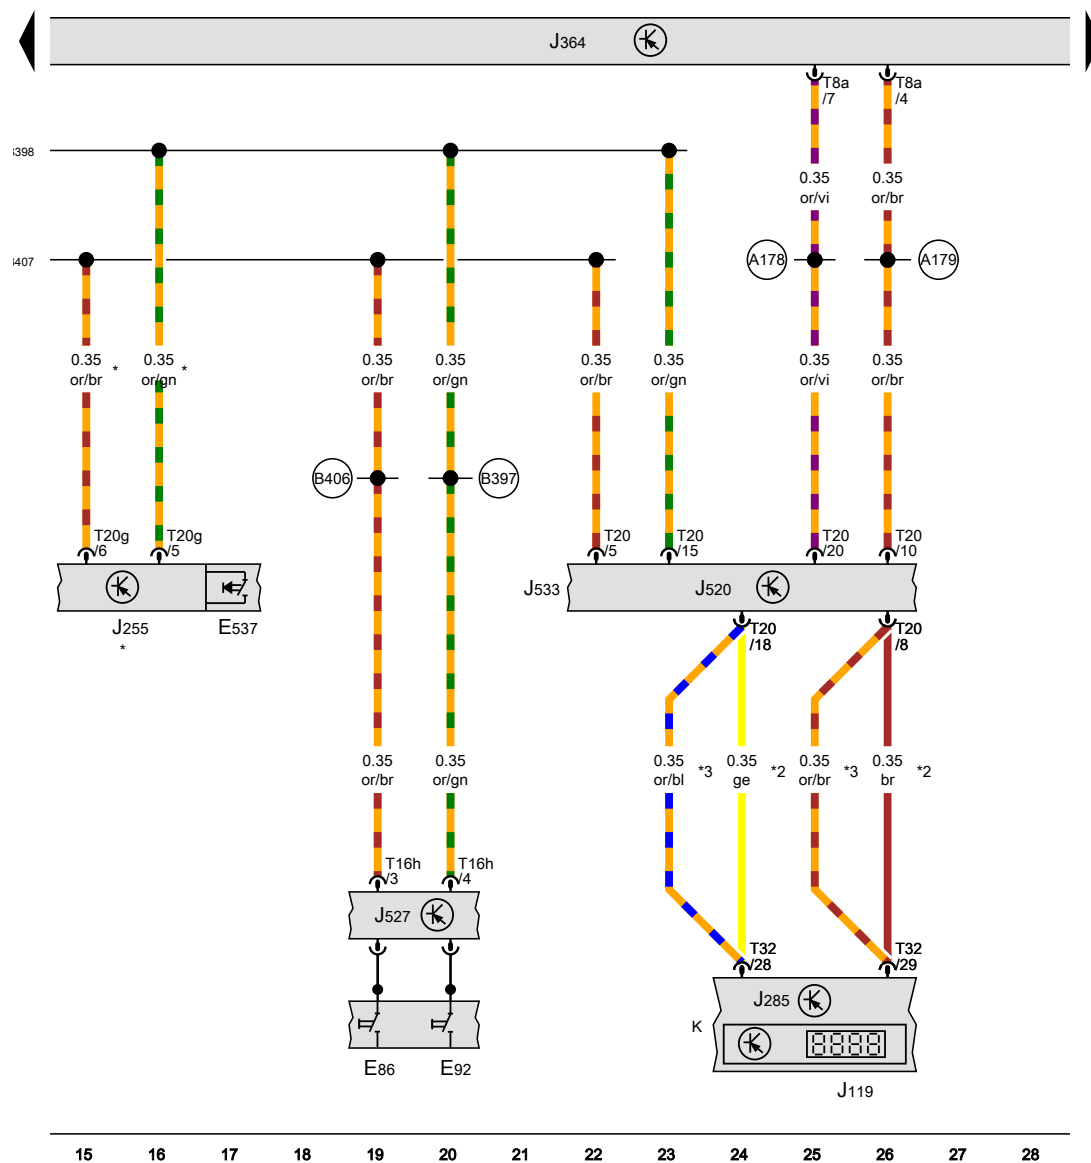 J364
T8a
/7
T8a
/4
398
0.35
or/vi
0.35
or/br
407
A178
A179
0.35
or/br
*
0.35
or/gn
*
0.35
or/br
0.35
or/gn
0.35
or/br
0.35
or/gn
0.35
or/vi
0.35
or/br
B406
B397
T20g
/6
T20g
/5
T20
/5
T20
/15
T20
/20
T20
/10
J533
J520
J255
*
E537
T20
/18
T20
/8
0.35
or/br
0.35
or/gn
0.35
or/bl
*3
0.35
ge
*2
0.35
or/br
*3
0.35
br
*2
T16h
/3
T16h
/4
J527
T32
/28
T32
/29
J285
K
8888
E86
E92
J119
15 16 17 18 19 20 21 22 23 24 25 26 27 28